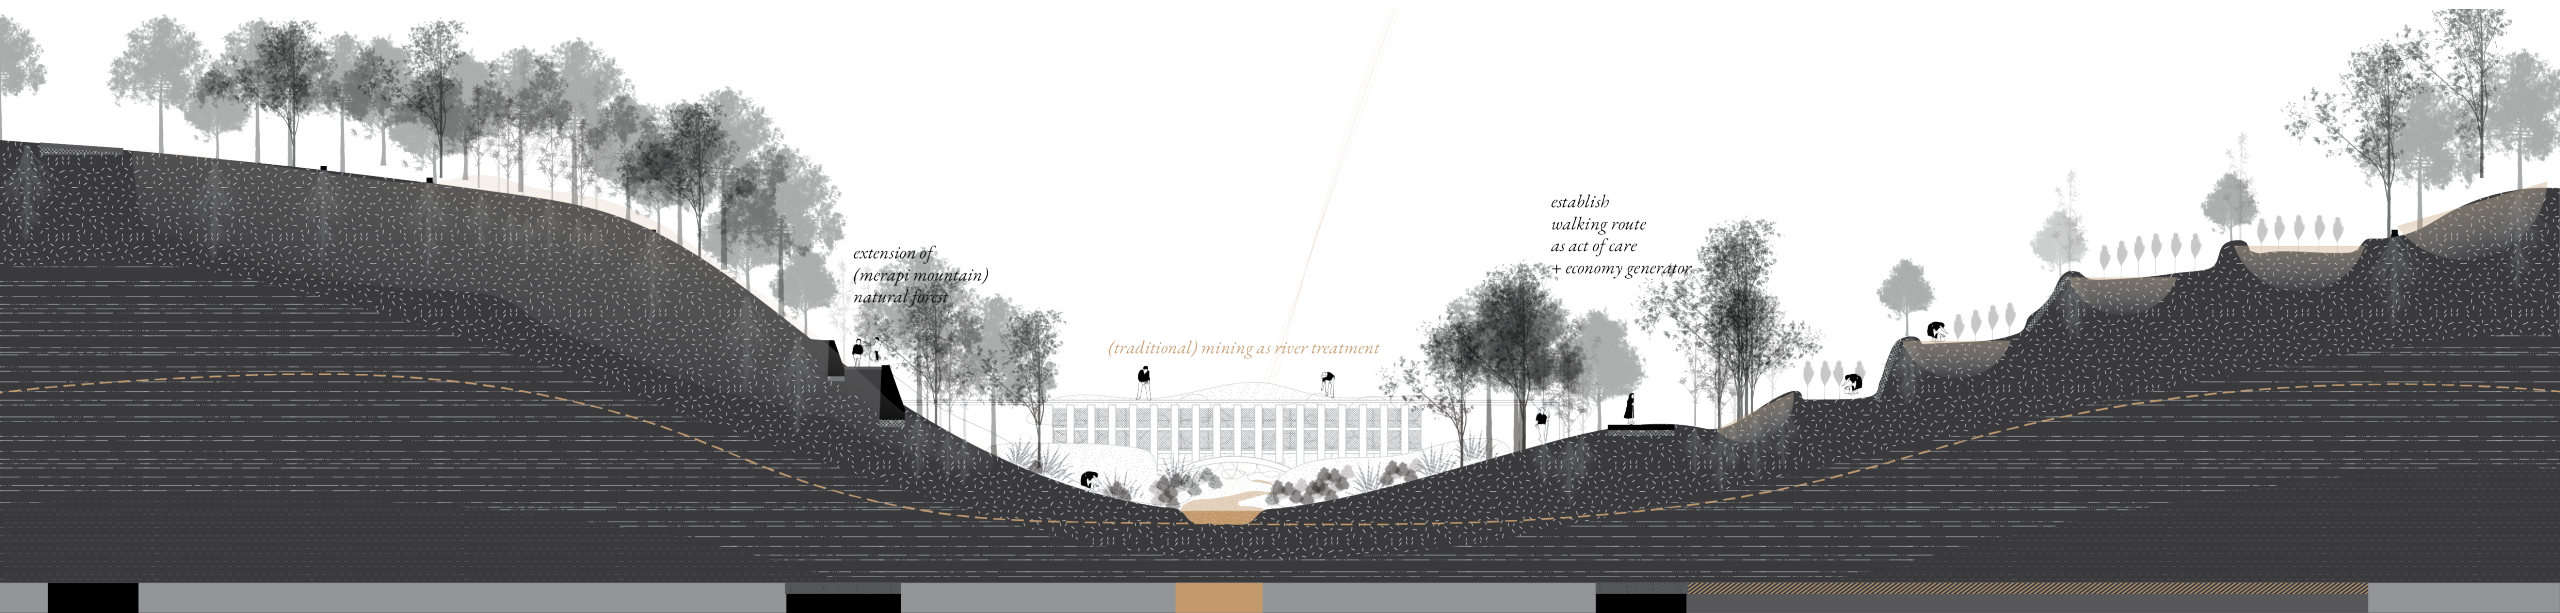 extension of
(merapi mountain)
natural forest
(traditional) mining as river treatment
establish
walking route
as act of care
+ economy generator